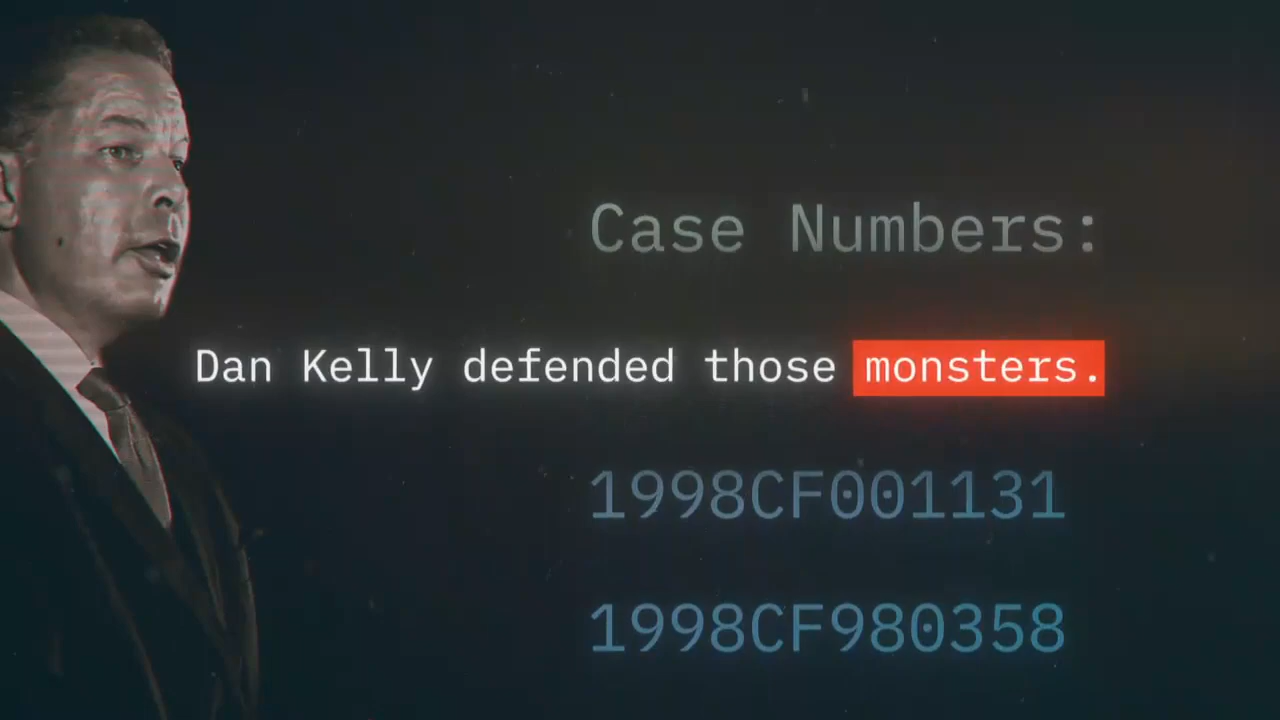 Case Numbers:
Dan Kelly defended those monsters.
1998CF001131
1998CF980358